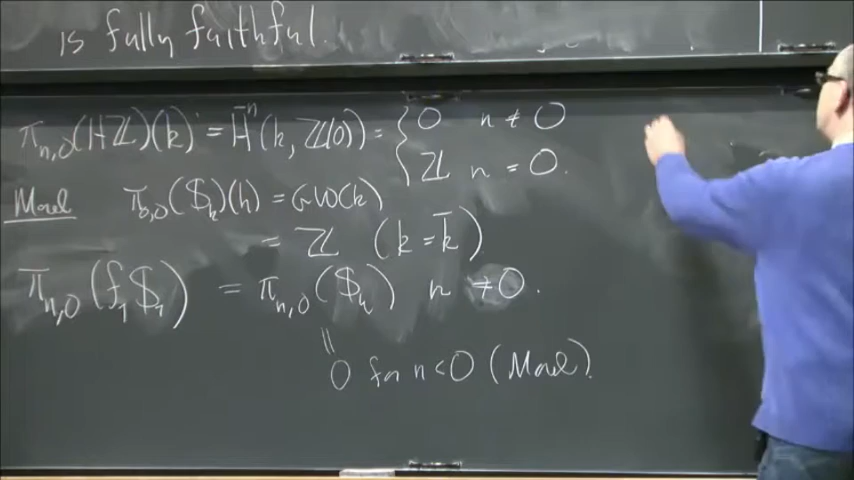 is fully faithful.
π_{n,0}(Hℤ)(k) = H^{-n}(k, ℤ(0)) = { 0 n ≠ 0
{ ℤ n = 0.
Morel π_{0,0}($_k)(k) = GW(k)
= ℤ (k = k̄)
π_{n,0}(f_1 $_k) = π_{n,0}($_k) n ≠ 0.
||
0 for n < 0 (Morel).